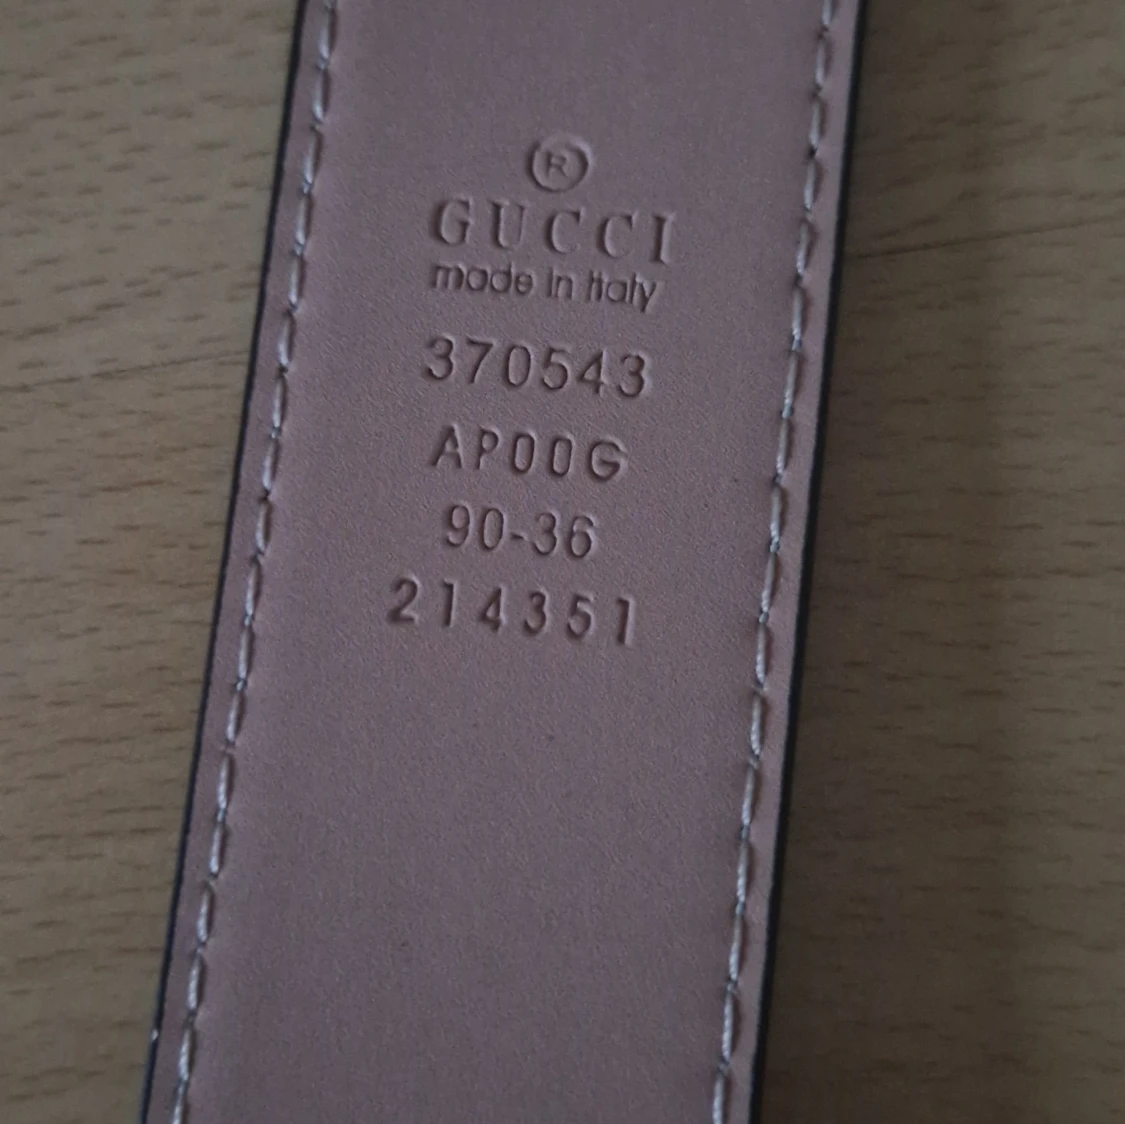 ®
GUCCI
made in Italy
370543
AP00G
90-36
214351